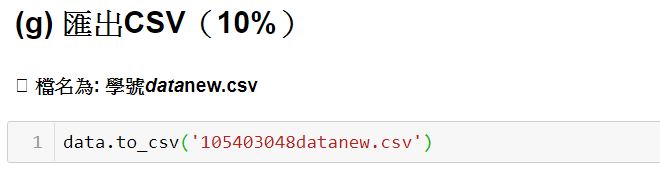 (g) 匯出CSV（10%）
檔名為: 學號datanew.csv
1 data.to_csv('105403048datanew.csv')